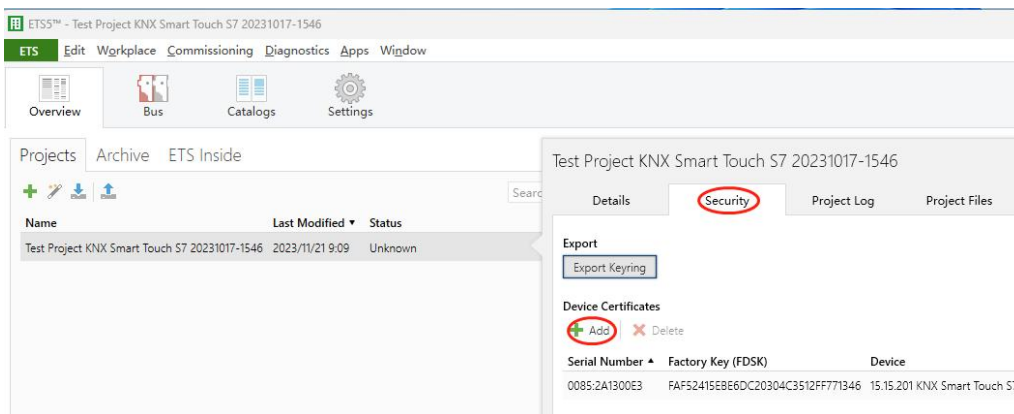 ETS5™ - Test Project KNX Smart Touch S7 20231017-1546
ETS Edit Workplace Commissioning Diagnostics Apps Window
Overview Bus Catalogs Settings
Projects Archive ETS Inside
Name Last Modified Status
Test Project KNX Smart Touch S7 20231017-1546 2023/11/21 9:09 Unknown
Test Project KNX Smart Touch S7 20231017-1546
Details Security Project Log Project Files
Export
Export Keyring
Device Certificates
Add Delete
Serial Number Factory Key (FDSK) Device
0085:2A1300E3 FAF52415EBE6DC20304C3512FF771346 15.15.201 KNX Smart Touch